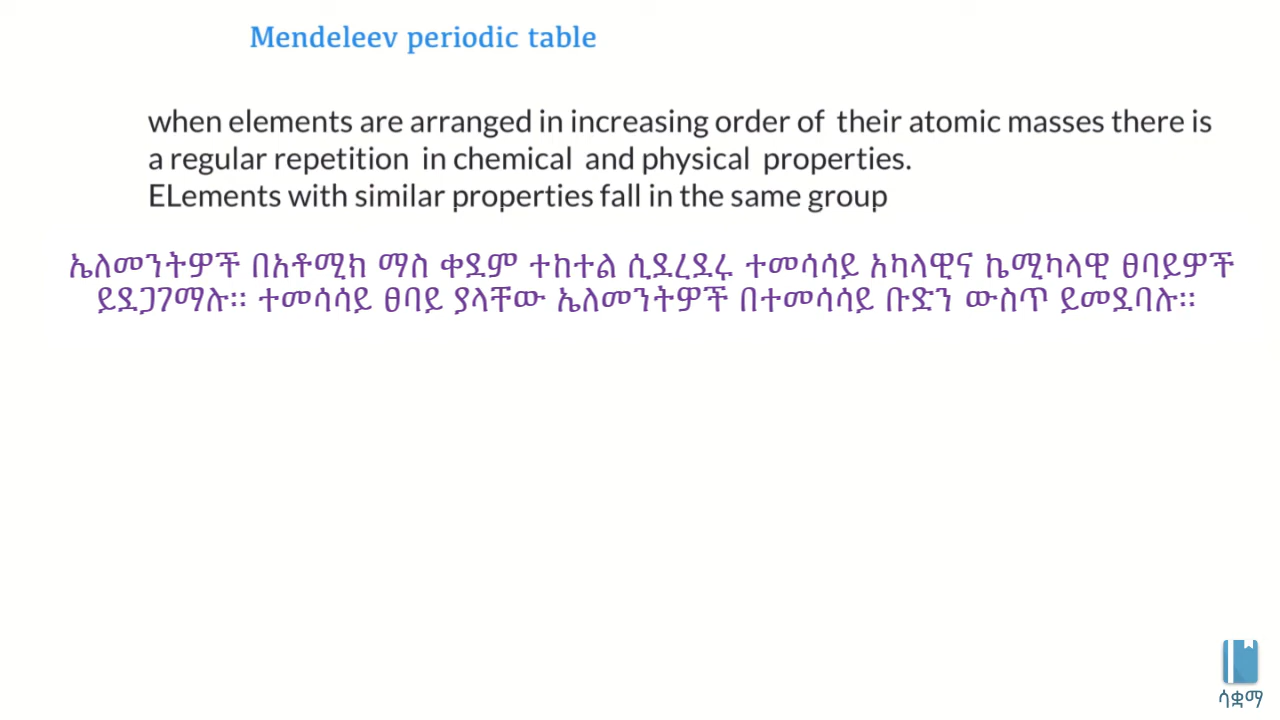 Mendeleev periodic table
when elements are arranged in increasing order of their atomic masses there is
a regular repetition in chemical and physical properties.
ELements with similar properties fall in the same group
ኤለመንትዎች በአቶሚክ ማስ ቀደም ተከተል ሲደረደሩ ተመሳሳይ አካላዊና ኬሚካላዊ ፀባይዎች
ይደጋገማሉ፡፡ ተመሳሳይ ፀባይ ያላቸው ኤለመንትዎች በተመሳሳይ ቡድን ውስጥ ይመደባሉ፡፡
ሳቋማ